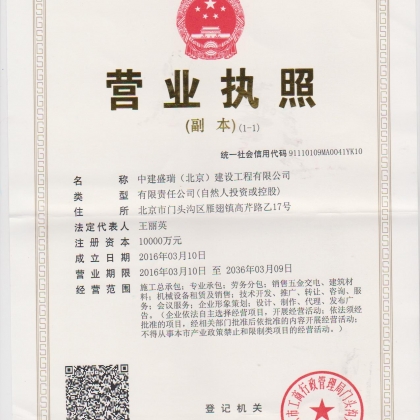 营业执照
(副 本)(1-1)
统一社会信用代码 91110109MA0041YK10
名 称 中建盛瑞（北京）建设工程有限公司
类 型 有限责任公司(自然人投资或控股)
住 所 北京市门头沟区雁翅镇高芹路乙17号
法定代表人 王丽英
注册资本 10000万元
成立日期 2016年03月10日
营业期限 2016年03月10日 至 2036年03月09日
经营范围 施工总承包；专业承包；劳务分包；销售五金交电、建筑材
料；机械设备租赁及销售；技术开发、推广、转让、咨询、服
务；会议服务；企业形象策划；设计、制作、代理、发布广
告。（企业依法自主选择经营项目，开展经营活动；依法须经
批准的项目，经相关部门批准后依批准的内容开展经营活动；
不得从事本市产业政策禁止和限制类项目的经营活动。）
登记机关
市工商行政管理局门头